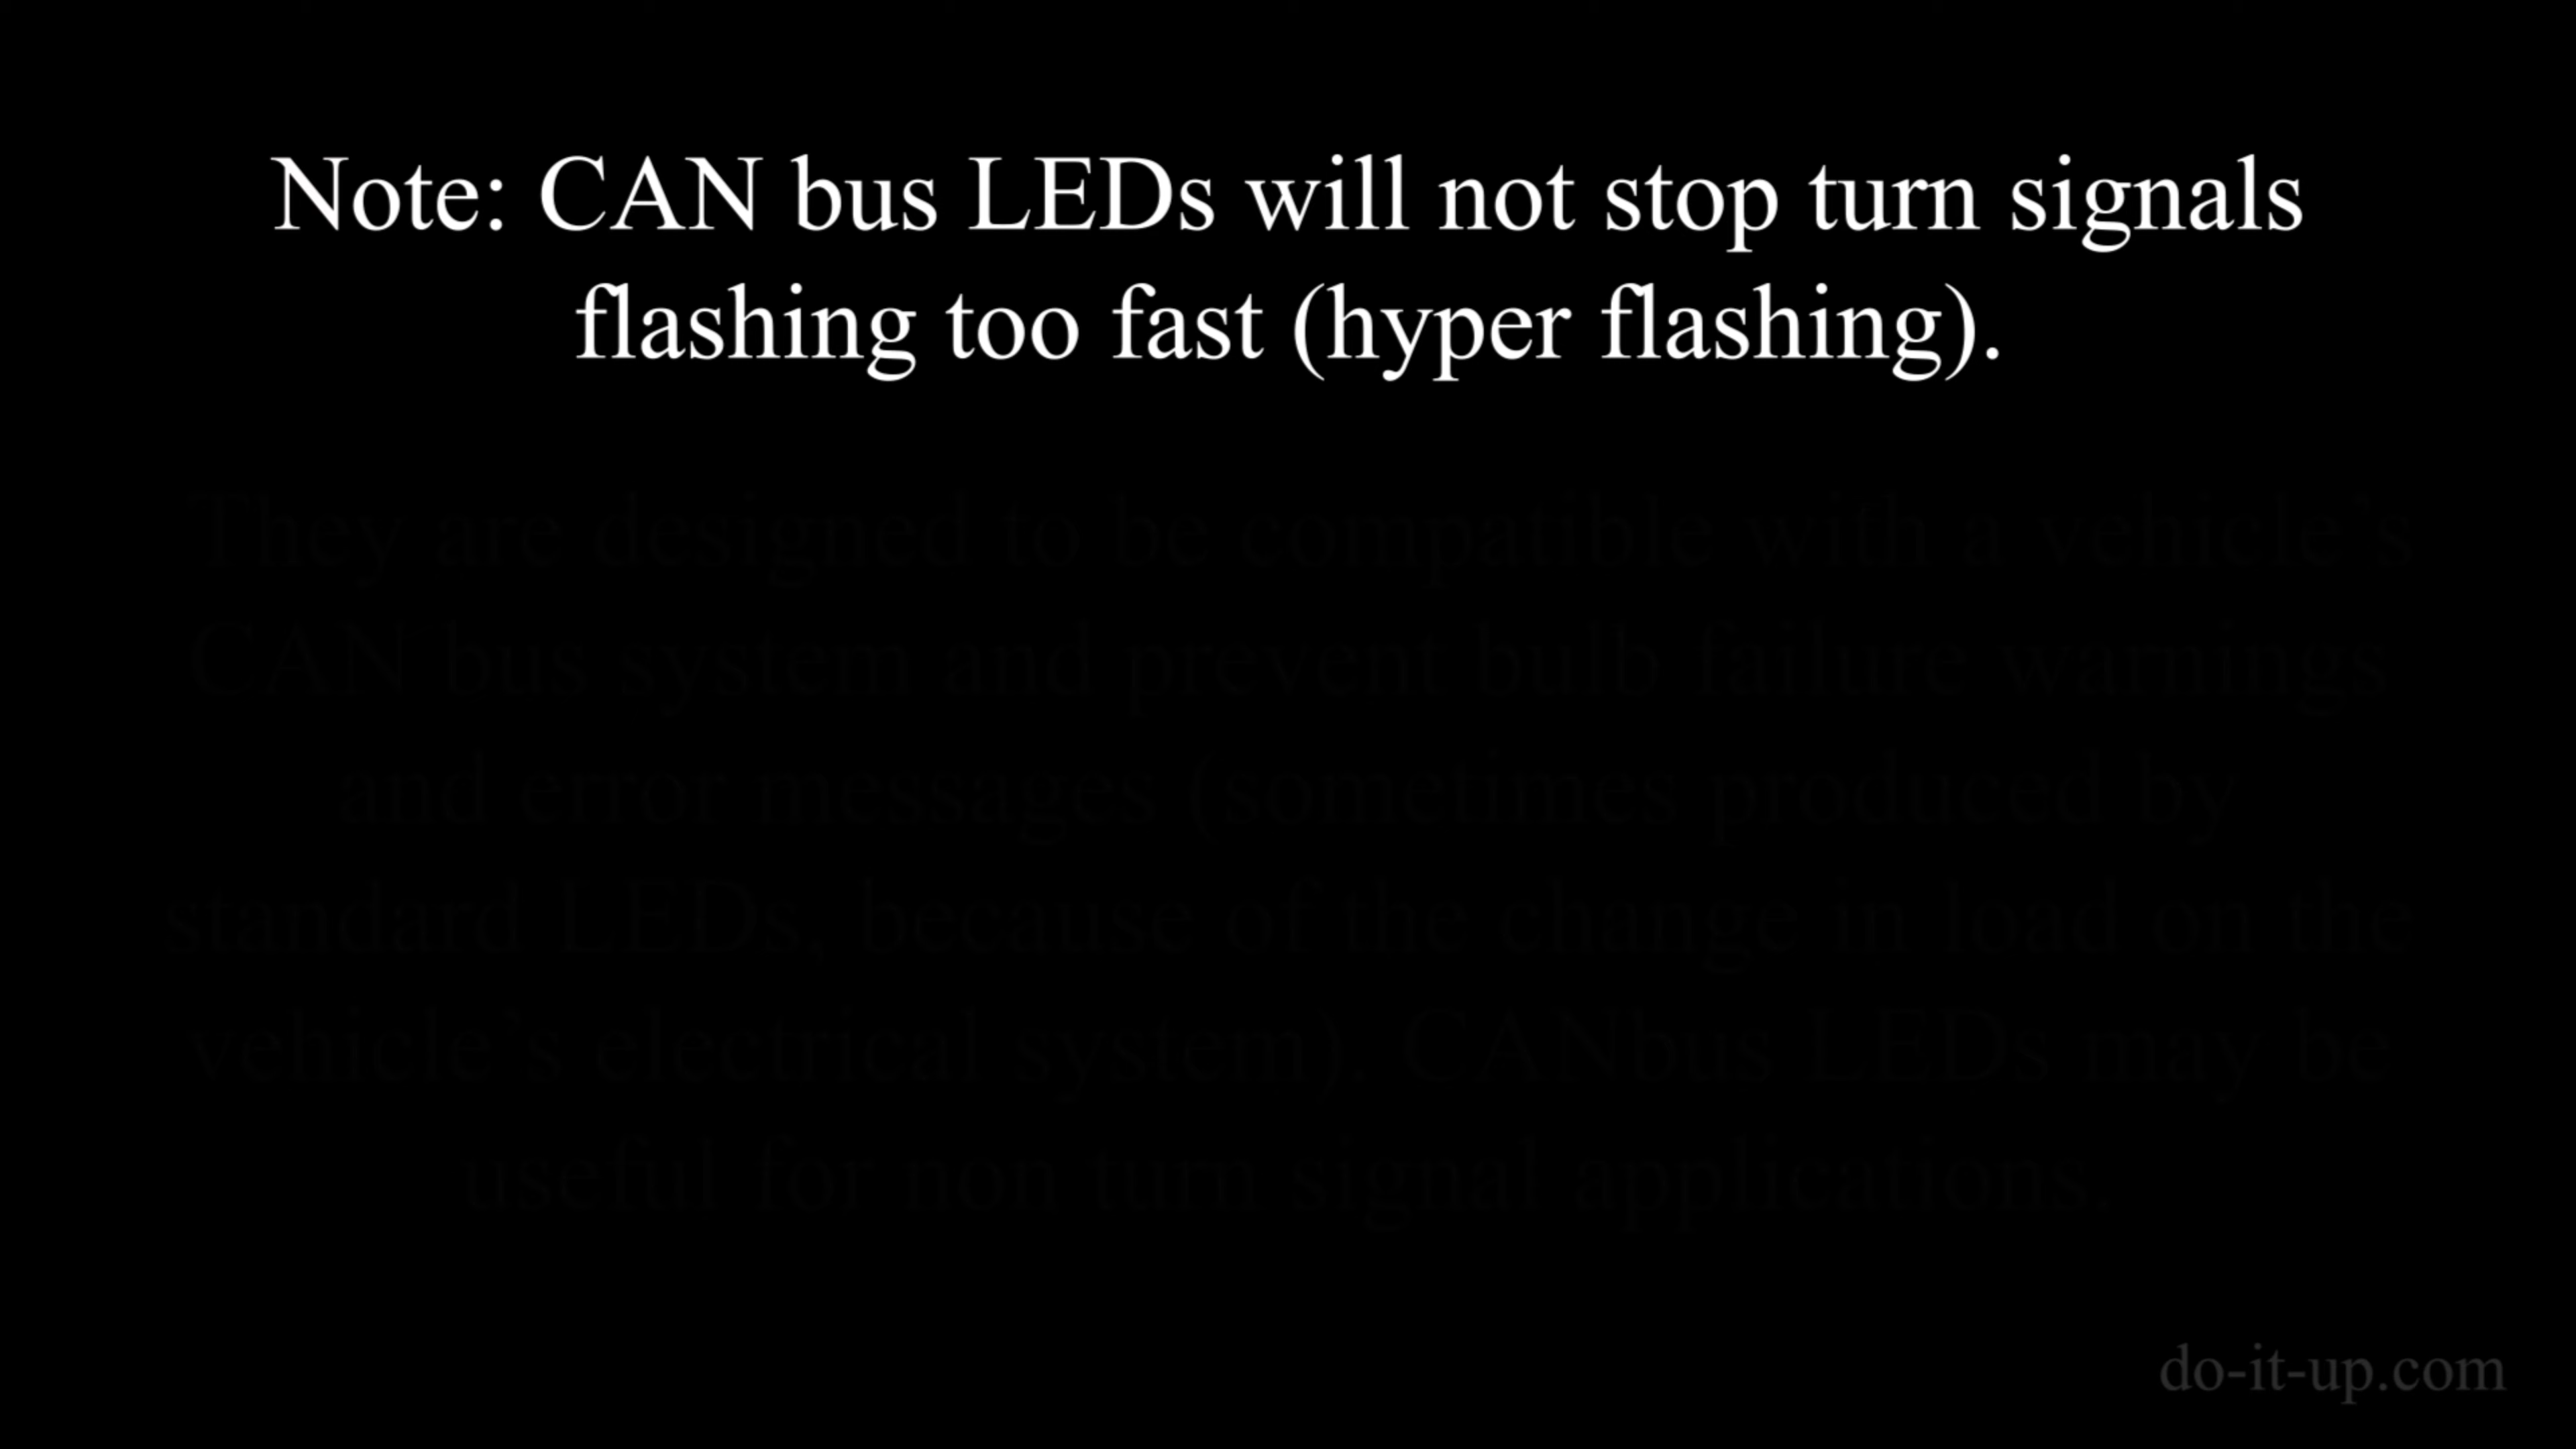 Note: CAN bus LEDs will not stop turn signals
flashing too fast (hyper flashing).
They are designed to be compatible with a vehicle's
CAN bus system and prevent bulb failure warnings
and error messages (sometimes produced by
standard LEDs, because of the change in load on the
vehicle's electrical system). CANbus LEDs may be
useful for non turn signal applications.
do-it-up.com